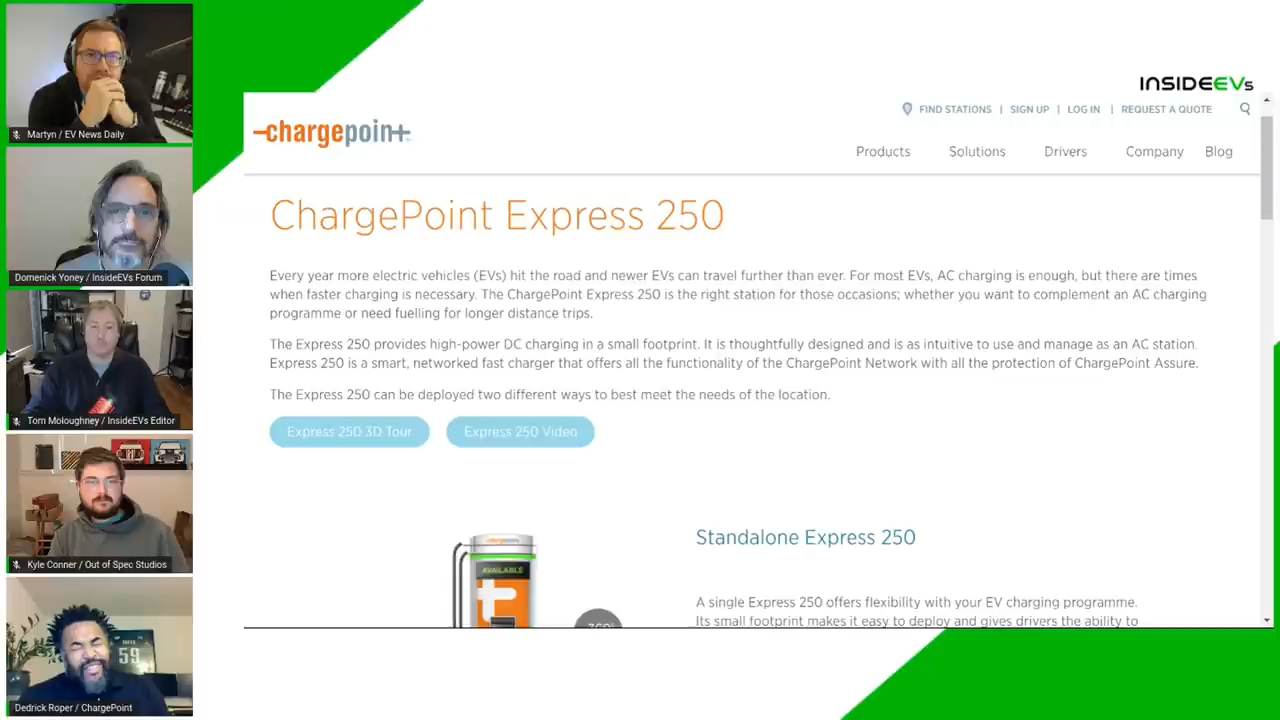 Martyn / EV News Daily
Domenick Yoney / InsideEVs Forum
Tom Moloughney / InsideEVs Editor
Kyle Conner / Out of Spec Studios
59
Dedrick Roper / ChargePoint
INSIDEEVs
FIND STATIONS | SIGN UP | LOG IN | REQUEST A QUOTE
chargepoin+
Products Solutions Drivers Company Blog
ChargePoint Express 250
Every year more electric vehicles (EVs) hit the road and newer EVs can travel further than ever. For most EVs, AC charging is enough, but there are times
when faster charging is necessary. The ChargePoint Express 250 is the right station for those occasions; whether you want to complement an AC charging
programme or need fuelling for longer distance trips.
The Express 250 provides high-power DC charging in a small footprint. It is thoughtfully designed and is as intuitive to use and manage as an AC station.
Express 250 is a smart, networked fast charger that offers all the functionality of the ChargePoint Network with all the protection of ChargePoint Assure.
The Express 250 can be deployed two different ways to best meet the needs of the location.
Express 250 3D Tour
Express 250 Video
AVAILABLE
Standalone Express 250
A single Express 250 offers flexibility with your EV charging programme.
Its small footprint makes it easy to deploy and gives drivers the ability to